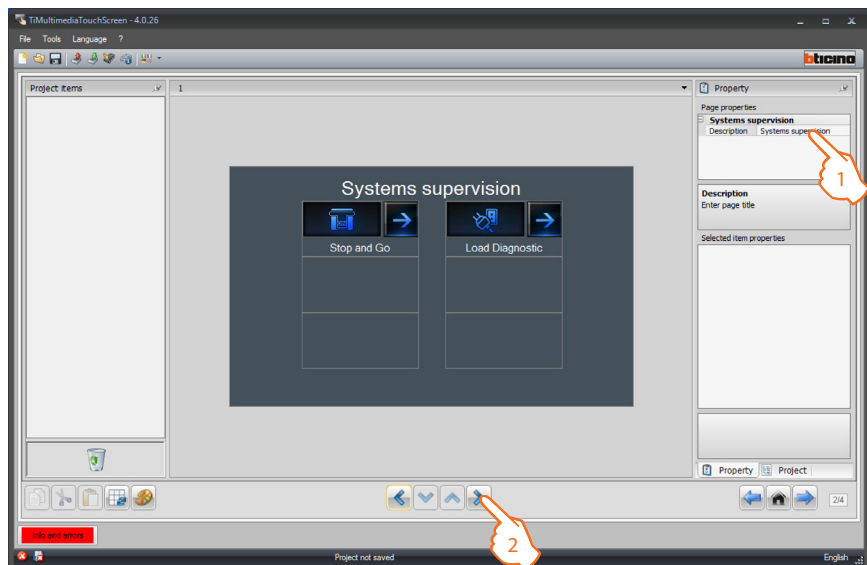 TiMultimediaTouchScreen - 4.0.26
File Tools Language ?
bticino
Project items
1
Property
Page properties
Systems supervision
Description Systems supervision
1
Description
Enter page title
Selected item properties
Systems supervision
Stop and Go
Load Diagnostic
Property Project
2/4
2
Info and errors
Project not saved
English